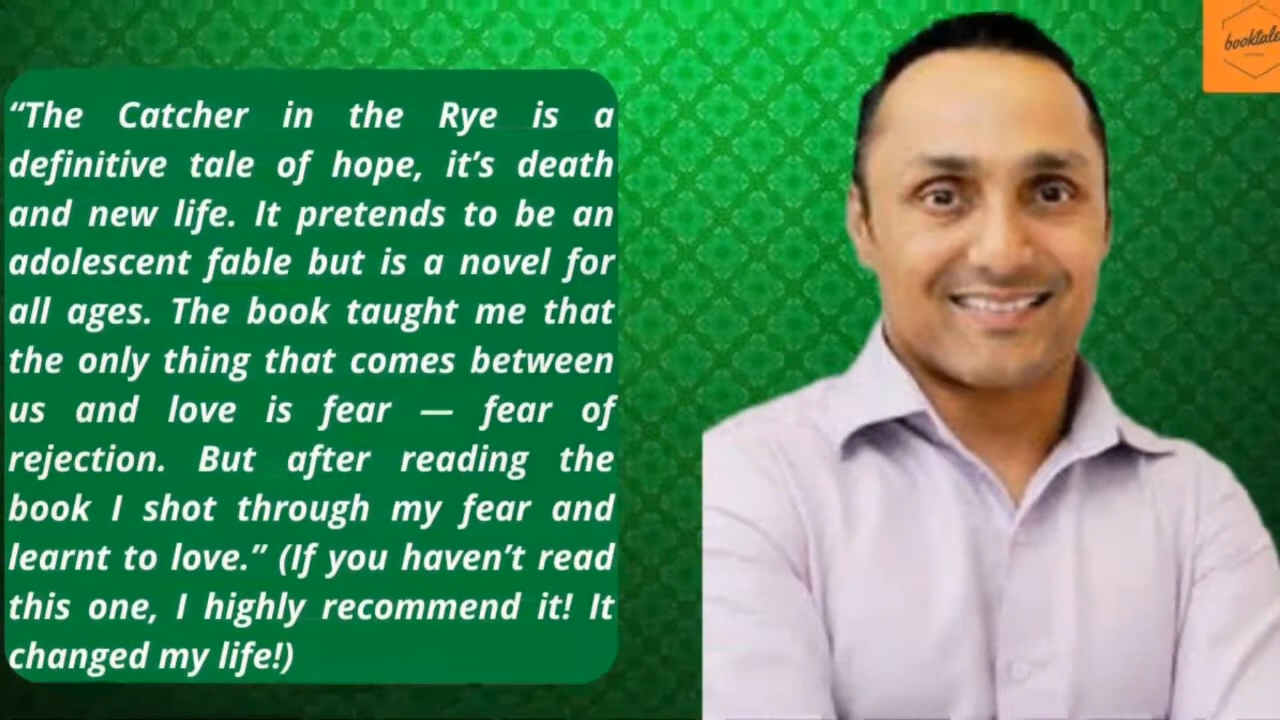 “The Catcher in the Rye is a
definitive tale of hope, it’s death
and new life. It pretends to be an
adolescent fable but is a novel for
all ages. The book taught me that
the only thing that comes between
us and love is fear — fear of
rejection. But after reading the
book I shot through my fear and
learnt to love.” (If you haven’t read
this one, I highly recommend it! It
changed my life!)